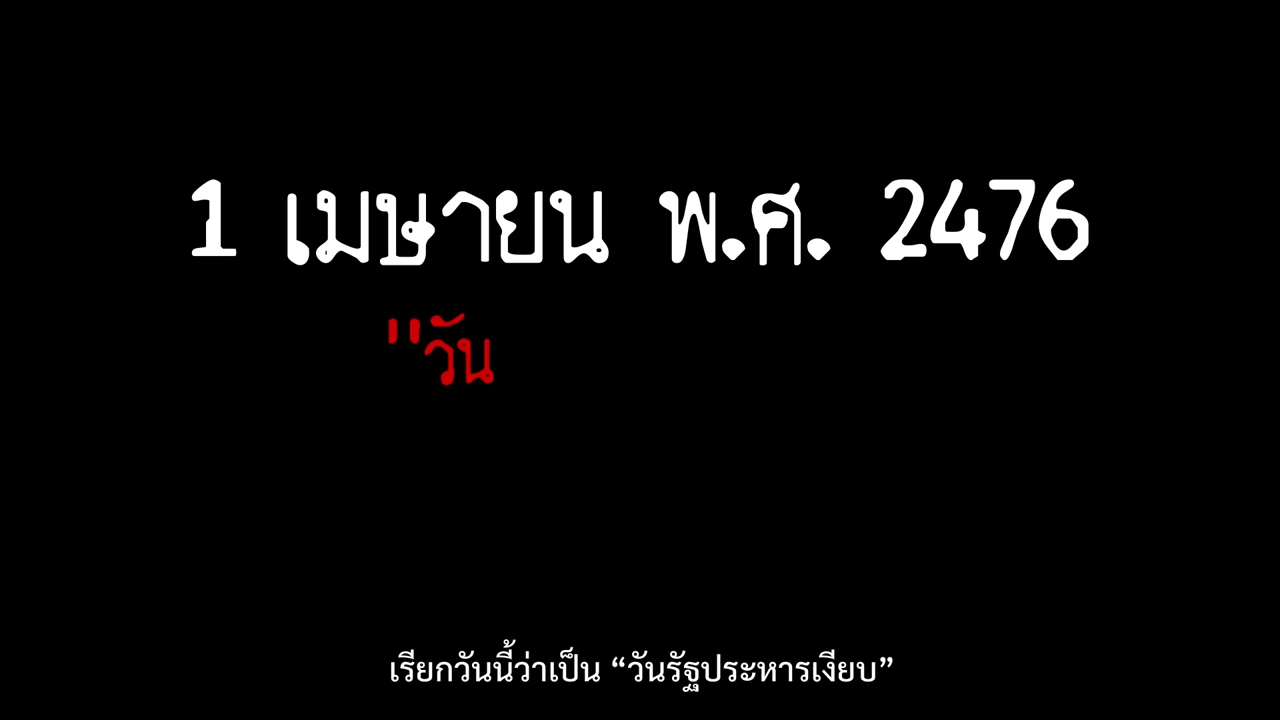 1 เมษายน พ.ศ. 2476
"วัน
เรียกวันนี้ว่าเป็น “วันรัฐประหารเงียบ”